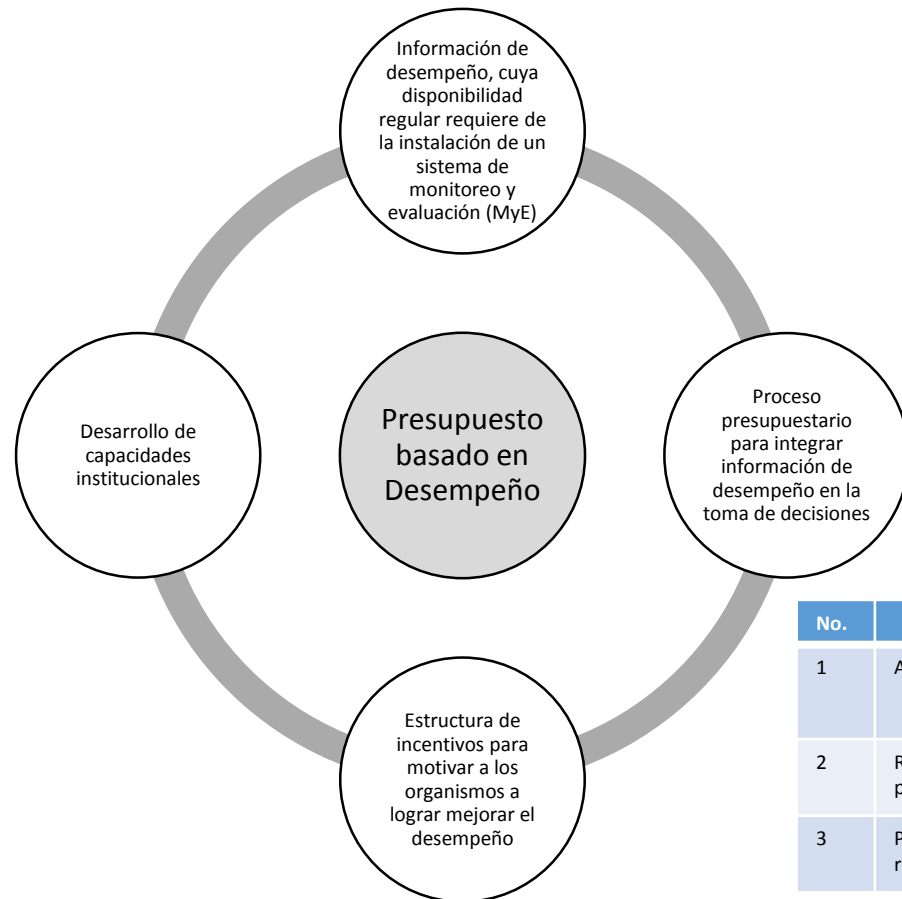 Información de
desempeño, cuya
disponibilidad
regular requiere de
la instalación de un
sistema de
monitoreo y
evaluación (MyE)
Desarrollo de
capacidades
institucionales
Presupuesto
basado en
Desempeño
Proceso
presupuestario
para integrar
información de
desempeño en la
toma de decisiones
Estructura de
incentivos para
motivar a los
organismos a
lograr mejorar el
desempeño
No.
1
2
3